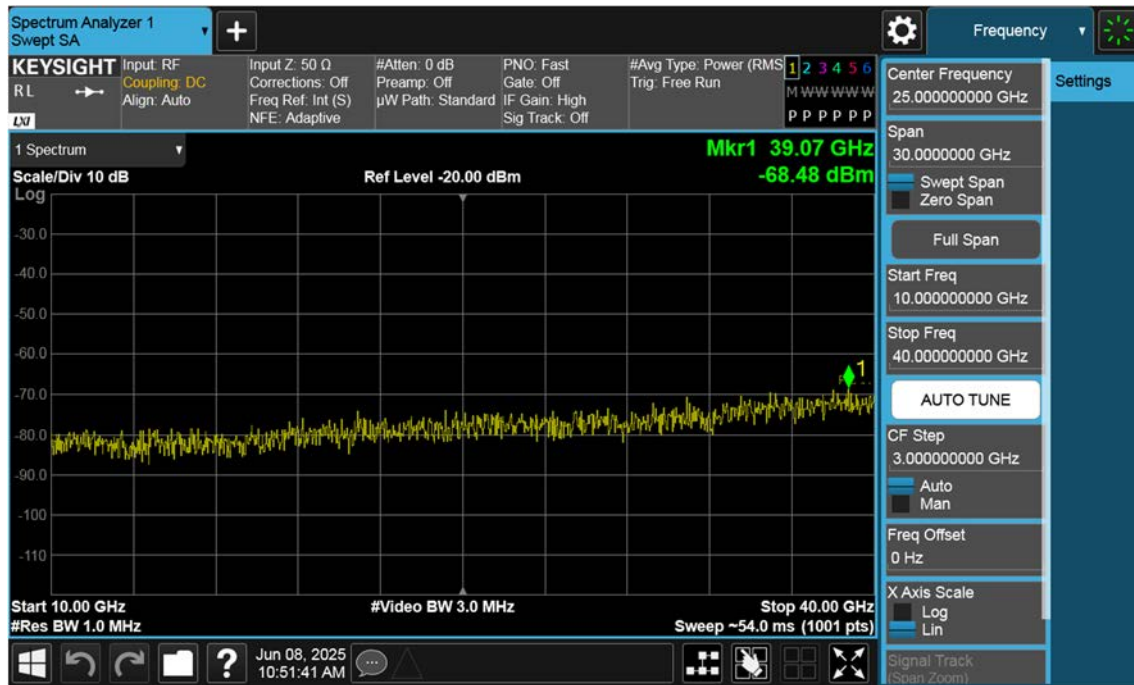 Spectrum Analyzer 1
Swept SA
Frequency
KEYSIGHT
RL
LXI
Input: RF
Coupling: DC
Align: Auto
Input Z: 50 Ω
Corrections: Off
Freq Ref: Int (S)
NFE: Adaptive
#Atten: 0 dB
Preamp: Off
µW Path: Standard
PNO: Fast
Gate: Off
IF Gain: High
Sig Track: Off
#Avg Type: Power (RMS
Trig: Free Run
1 2 3 4 5 6
M W W W W W
P P P P P P
1 Spectrum
Mkr1 39.07 GHz
-68.48 dBm
Scale/Div 10 dB
Ref Level -20.00 dBm
Log
-30.0
-40.0
-50.0
-60.0
-70.0
-80.0
-90.0
-100
-110
1
Start 10.00 GHz
#Video BW 3.0 MHz
Stop 40.00 GHz
#Res BW 1.0 MHz
Sweep ~54.0 ms (1001 pts)
Jun 08, 2025
10:51:41 AM
Center Frequency
25.000000000 GHz
Span
30.0000000 GHz
Swept Span
Zero Span
Full Span
Start Freq
10.000000000 GHz
Stop Freq
40.000000000 GHz
AUTO TUNE
CF Step
3.000000000 GHz
Auto
Man
Freq Offset
0 Hz
X Axis Scale
Log
Lin
Signal Track
(Span Zoom)
Settings